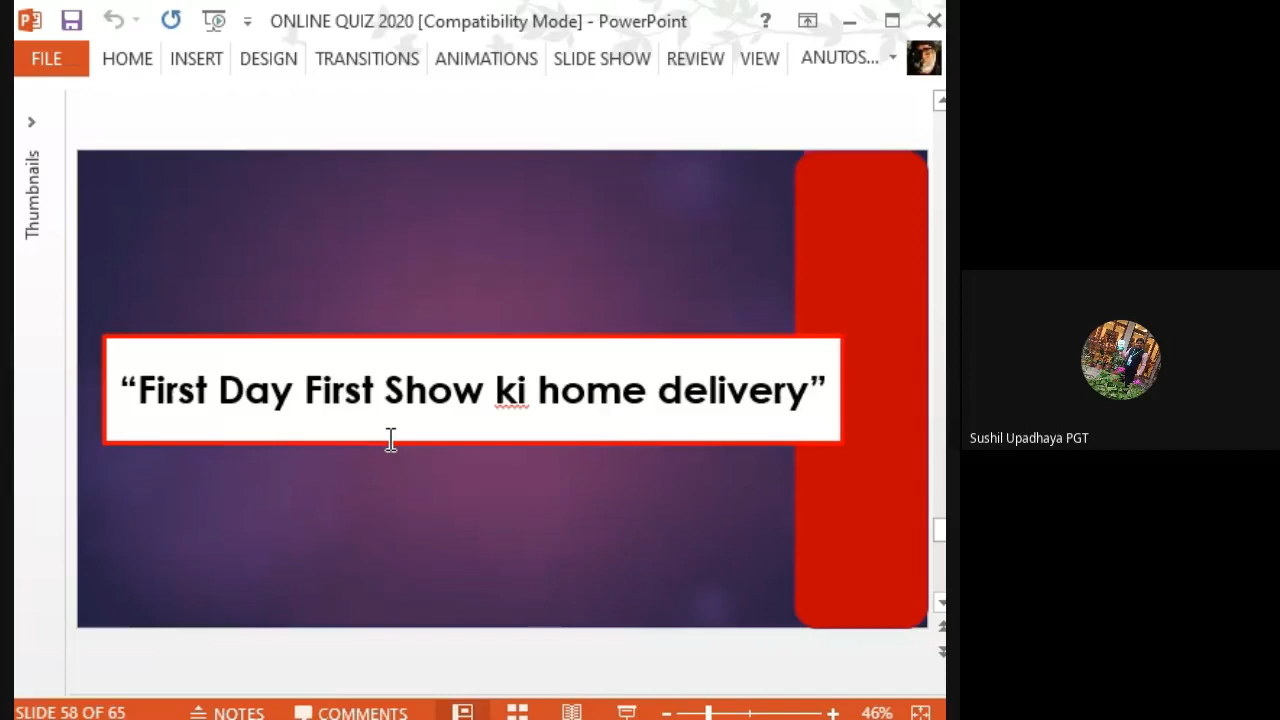 ONLINE QUIZ 2020 [Compatibility Mode] - PowerPoint
?
FILE HOME INSERT DESIGN TRANSITIONS ANIMATIONS SLIDE SHOW REVIEW VIEW ANUTOS...
Thumbnails
“First Day First Show ki home delivery”
Sushil Upadhaya PGT
SLIDE 58 OF 65 NOTES COMMENTS 46%